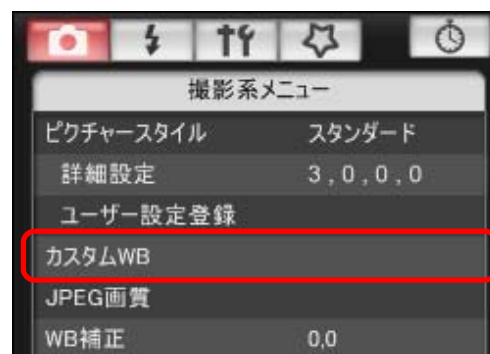 撮影系メニュー
ピクチャースタイル スタンダード
詳細設定 3 , 0 , 0 , 0
ユーザー設定登録
カスタムWB
JPEG画質
WB補正 0,0